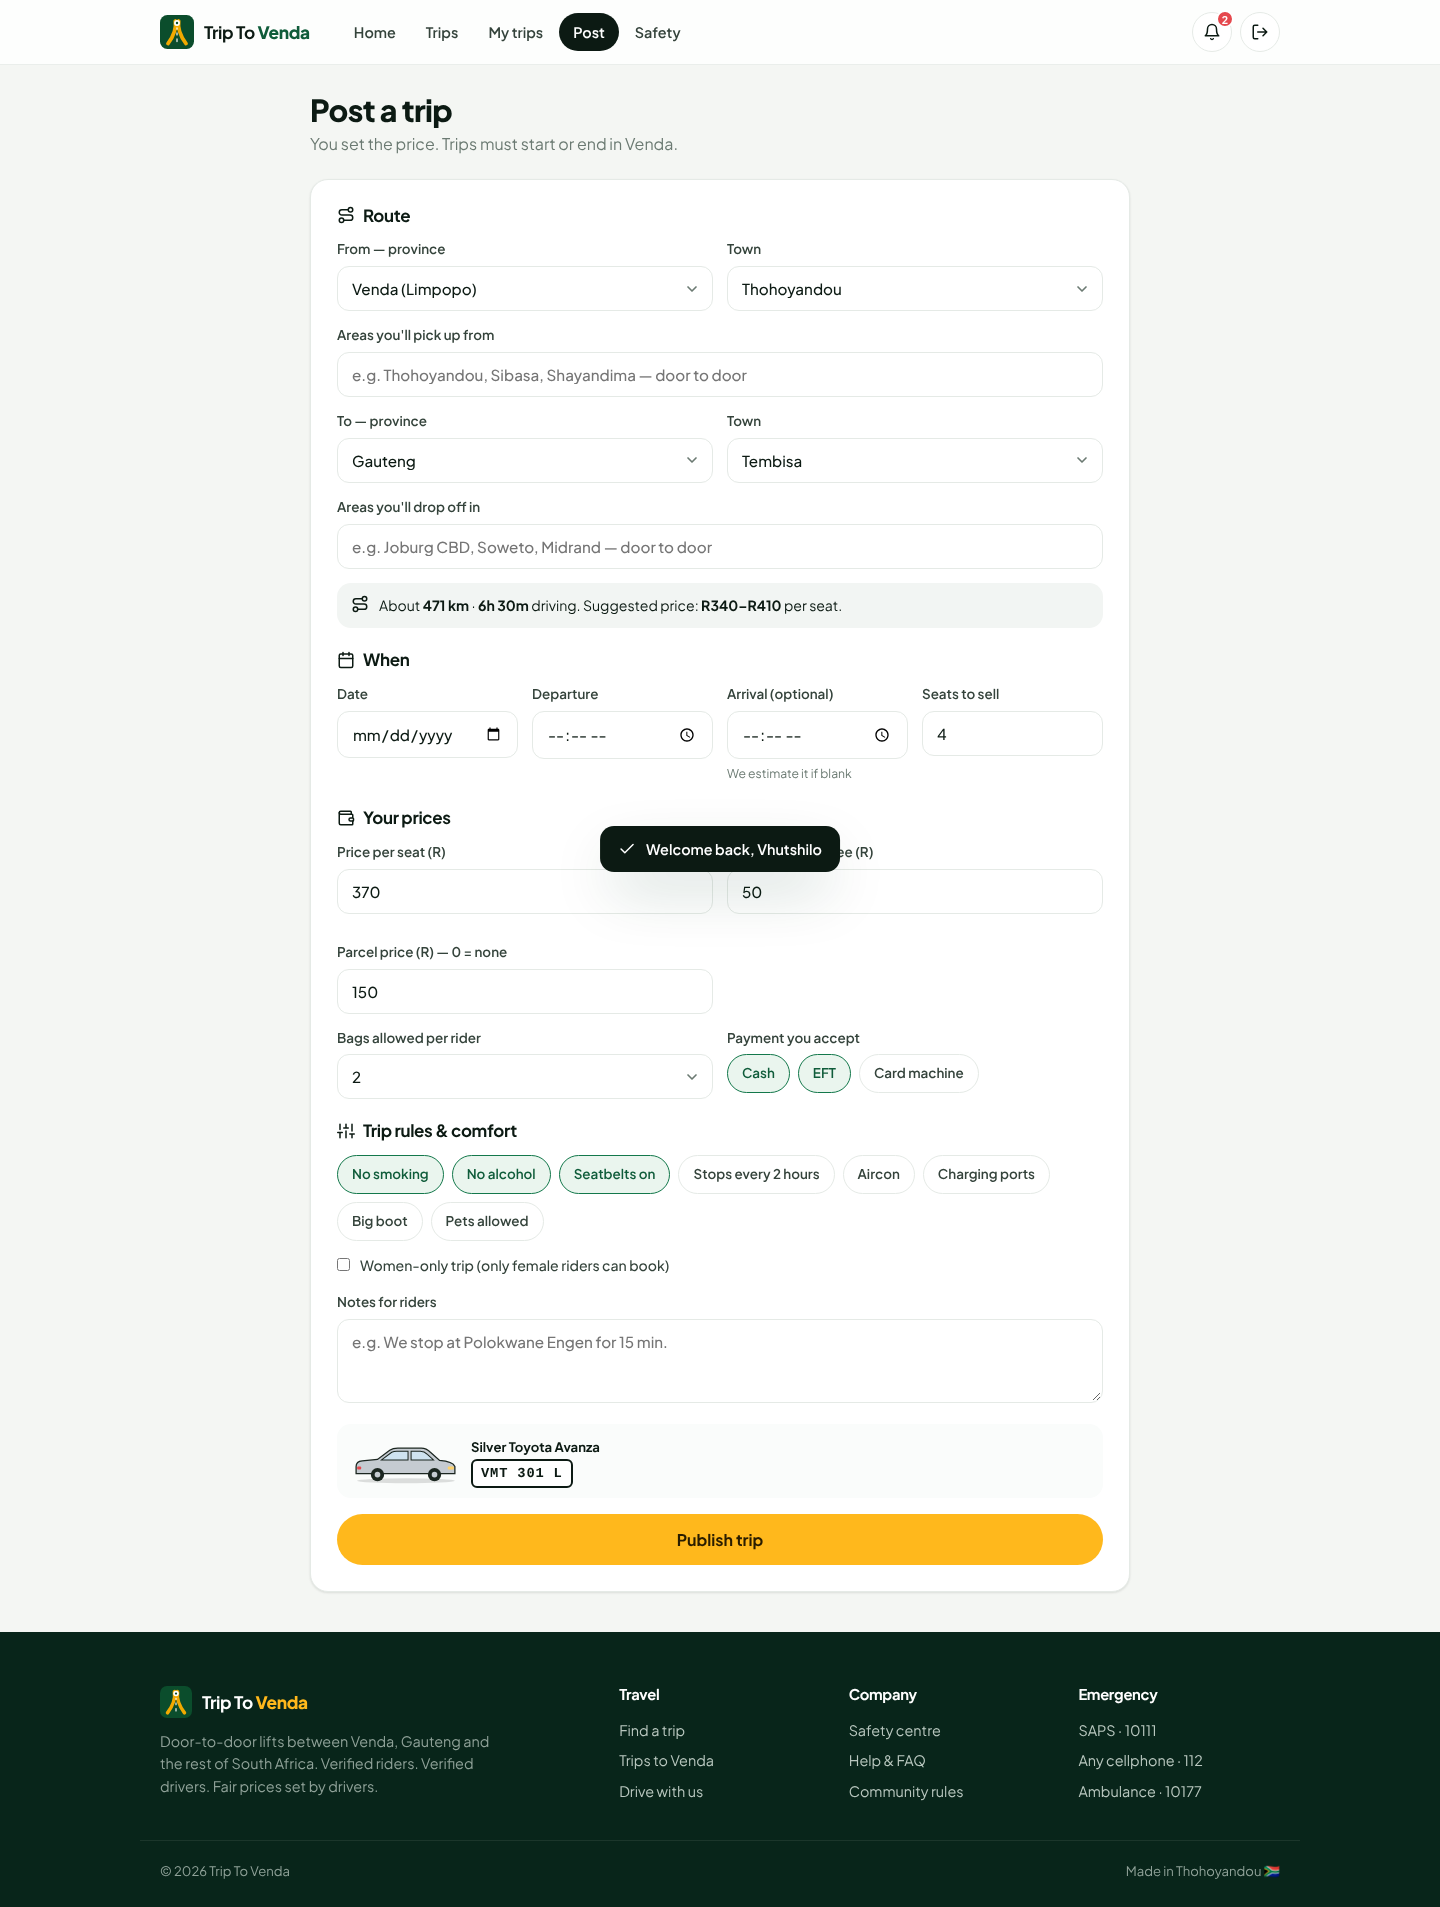 Trip To Venda
Home
Trips
My trips
Post
Safety
2
Post a trip
You set the price. Trips must start or end in Venda.
Route
From — province
Town
Venda (Limpopo)
Thohoyandou
Areas you'll pick up from
e.g. Thohoyandou, Sibasa, Shayandima — door to door
To — province
Town
Gauteng
Tembisa
Areas you'll drop off in
e.g. Joburg CBD, Soweto, Midrand — door to door
About 471 km · 6h 30m driving. Suggested price: R340–R410 per seat.
When
Date
Departure
Arrival (optional)
Seats to sell
mm/dd/yyyy
--:-- --
--:-- --
4
We estimate it if blank
Your prices
Welcome back, Vhutshilo
Price per seat (R)
(R)
370
50
Parcel price (R) — 0 = none
150
Bags allowed per rider
Payment you accept
2
Cash
EFT
Card machine
Trip rules & comfort
No smoking
No alcohol
Seatbelts on
Stops every 2 hours
Aircon
Charging ports
Big boot
Pets allowed
Women-only trip (only female riders can book)
Notes for riders
e.g. We stop at Polokwane Engen for 15 min.
Silver Toyota Avanza
VMT 301 L
Publish trip
Trip To Venda
Door-to-door lifts between Venda, Gauteng and
the rest of South Africa. Verified riders. Verified
drivers. Fair prices set by drivers.
Travel
Find a trip
Trips to Venda
Drive with us
Company
Safety centre
Help & FAQ
Community rules
Emergency
SAPS · 10111
Any cellphone · 112
Ambulance · 10177
© 2026 Trip To Venda
Made in Thohoyandou 🇿🇦